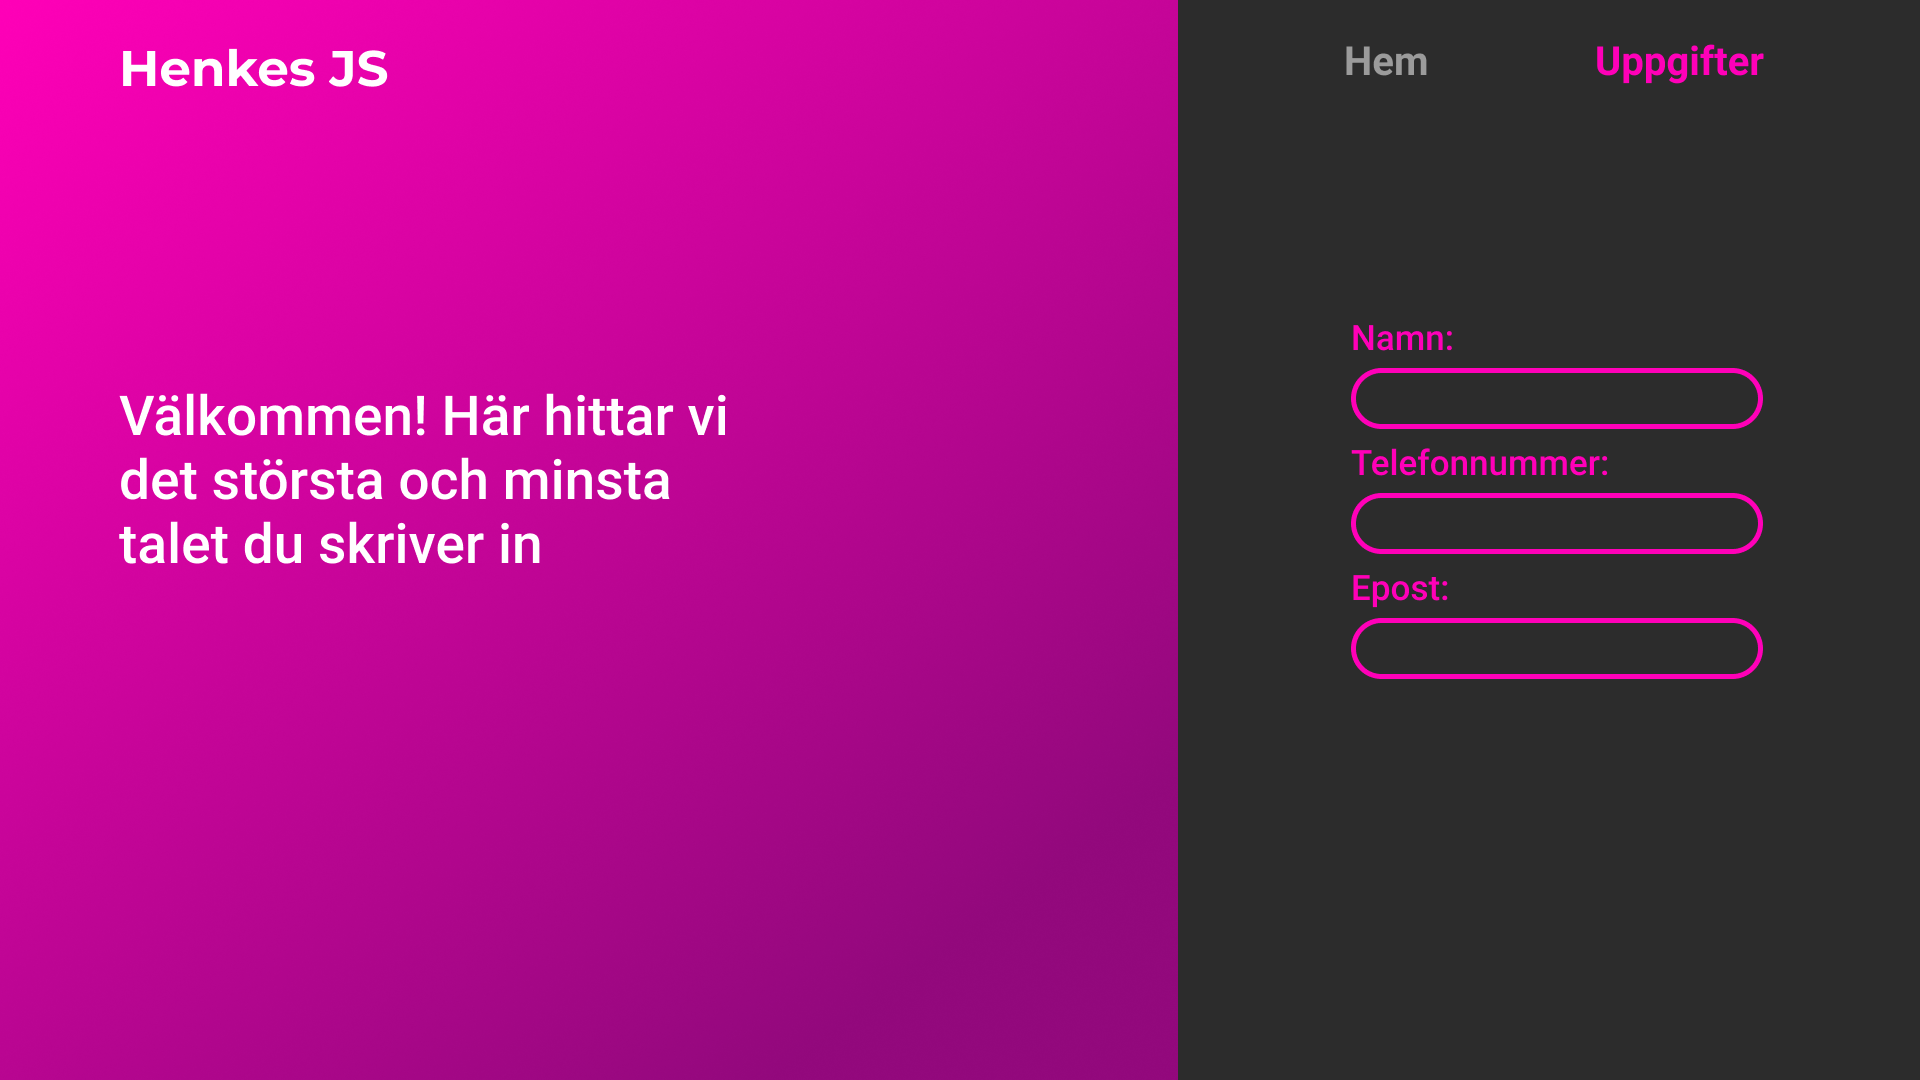 Henkes JS
Hem
Uppgifter
Välkommen! Här hittar vi
det största och minsta
talet du skriver in
Namn:
Telefonnummer:
Epost: